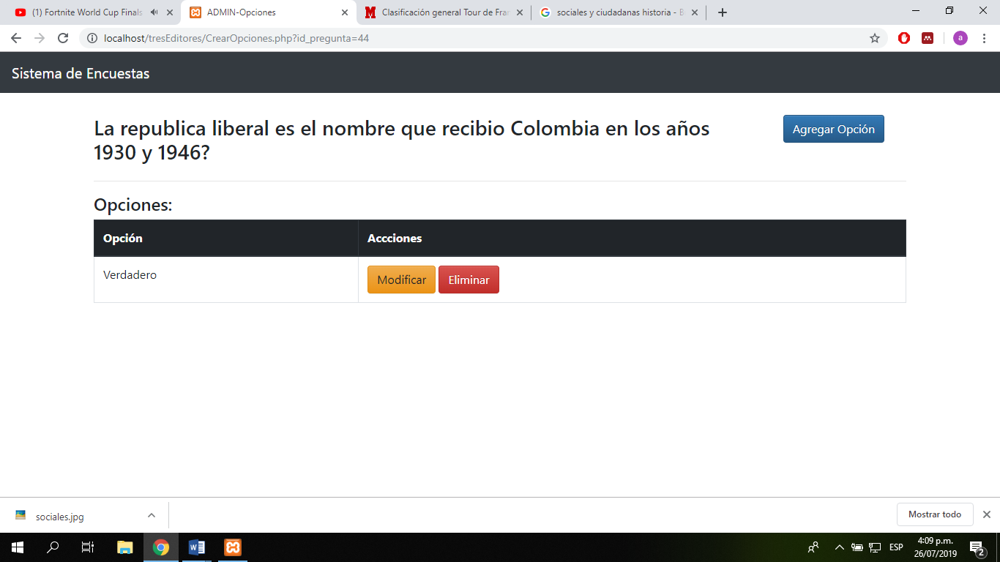 (1) Fortnite World Cup Finals
ADMIN-Opciones
Clasificación general Tour de Fran
sociales y ciudadanas historia - B
localhost/tresEditores/CrearOpciones.php?id_pregunta=44
a
Sistema de Encuestas
La republica liberal es el nombre que recibio Colombia en los años
1930 y 1946?
Agregar Opción
Opciones:
Opción
Accciones
Verdadero
Modificar
Eliminar
sociales.jpg
Mostrar todo
ESP
4:09 p.m.
26/07/2019
2